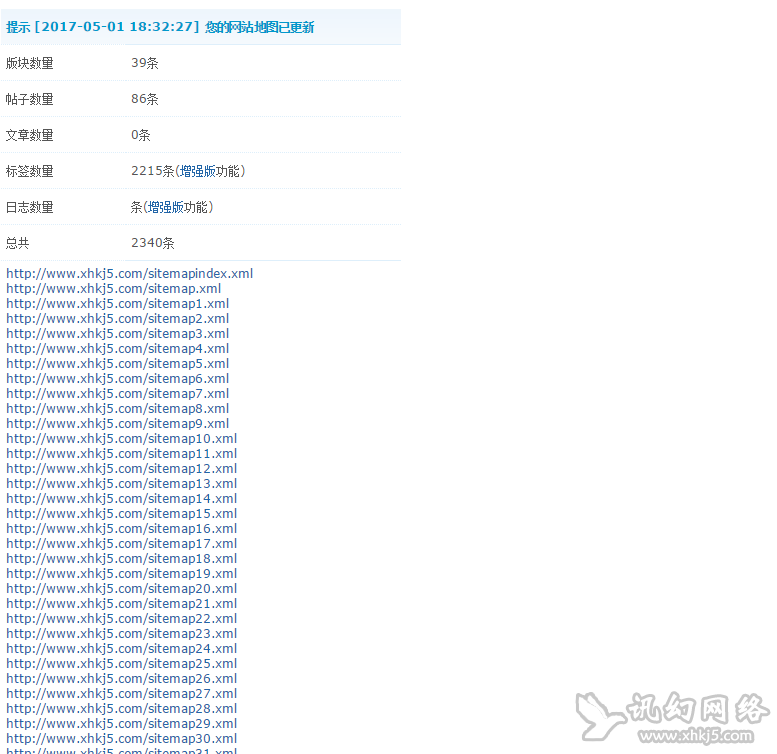 提示 [2017-05-01 18:32:27] 您的网站地图已更新
版块数量 39条
帖子数量 86条
文章数量 0条
标签数量 2215条(增强版功能)
日志数量 条(增强版功能)
总共 2340条
http://www.xhkj5.com/sitemapindex.xml
http://www.xhkj5.com/sitemap.xml
http://www.xhkj5.com/sitemap1.xml
http://www.xhkj5.com/sitemap2.xml
http://www.xhkj5.com/sitemap3.xml
http://www.xhkj5.com/sitemap4.xml
http://www.xhkj5.com/sitemap5.xml
http://www.xhkj5.com/sitemap6.xml
http://www.xhkj5.com/sitemap7.xml
http://www.xhkj5.com/sitemap8.xml
http://www.xhkj5.com/sitemap9.xml
http://www.xhkj5.com/sitemap10.xml
http://www.xhkj5.com/sitemap11.xml
http://www.xhkj5.com/sitemap12.xml
http://www.xhkj5.com/sitemap13.xml
http://www.xhkj5.com/sitemap14.xml
http://www.xhkj5.com/sitemap15.xml
http://www.xhkj5.com/sitemap16.xml
http://www.xhkj5.com/sitemap17.xml
http://www.xhkj5.com/sitemap18.xml
http://www.xhkj5.com/sitemap19.xml
http://www.xhkj5.com/sitemap20.xml
http://www.xhkj5.com/sitemap21.xml
http://www.xhkj5.com/sitemap22.xml
http://www.xhkj5.com/sitemap23.xml
http://www.xhkj5.com/sitemap24.xml
http://www.xhkj5.com/sitemap25.xml
http://www.xhkj5.com/sitemap26.xml
http://www.xhkj5.com/sitemap27.xml
http://www.xhkj5.com/sitemap28.xml
http://www.xhkj5.com/sitemap29.xml
http://www.xhkj5.com/sitemap30.xml
http://www.xhkj5.com/sitemap31.xml
讯幻网络
www.xhkj5.com